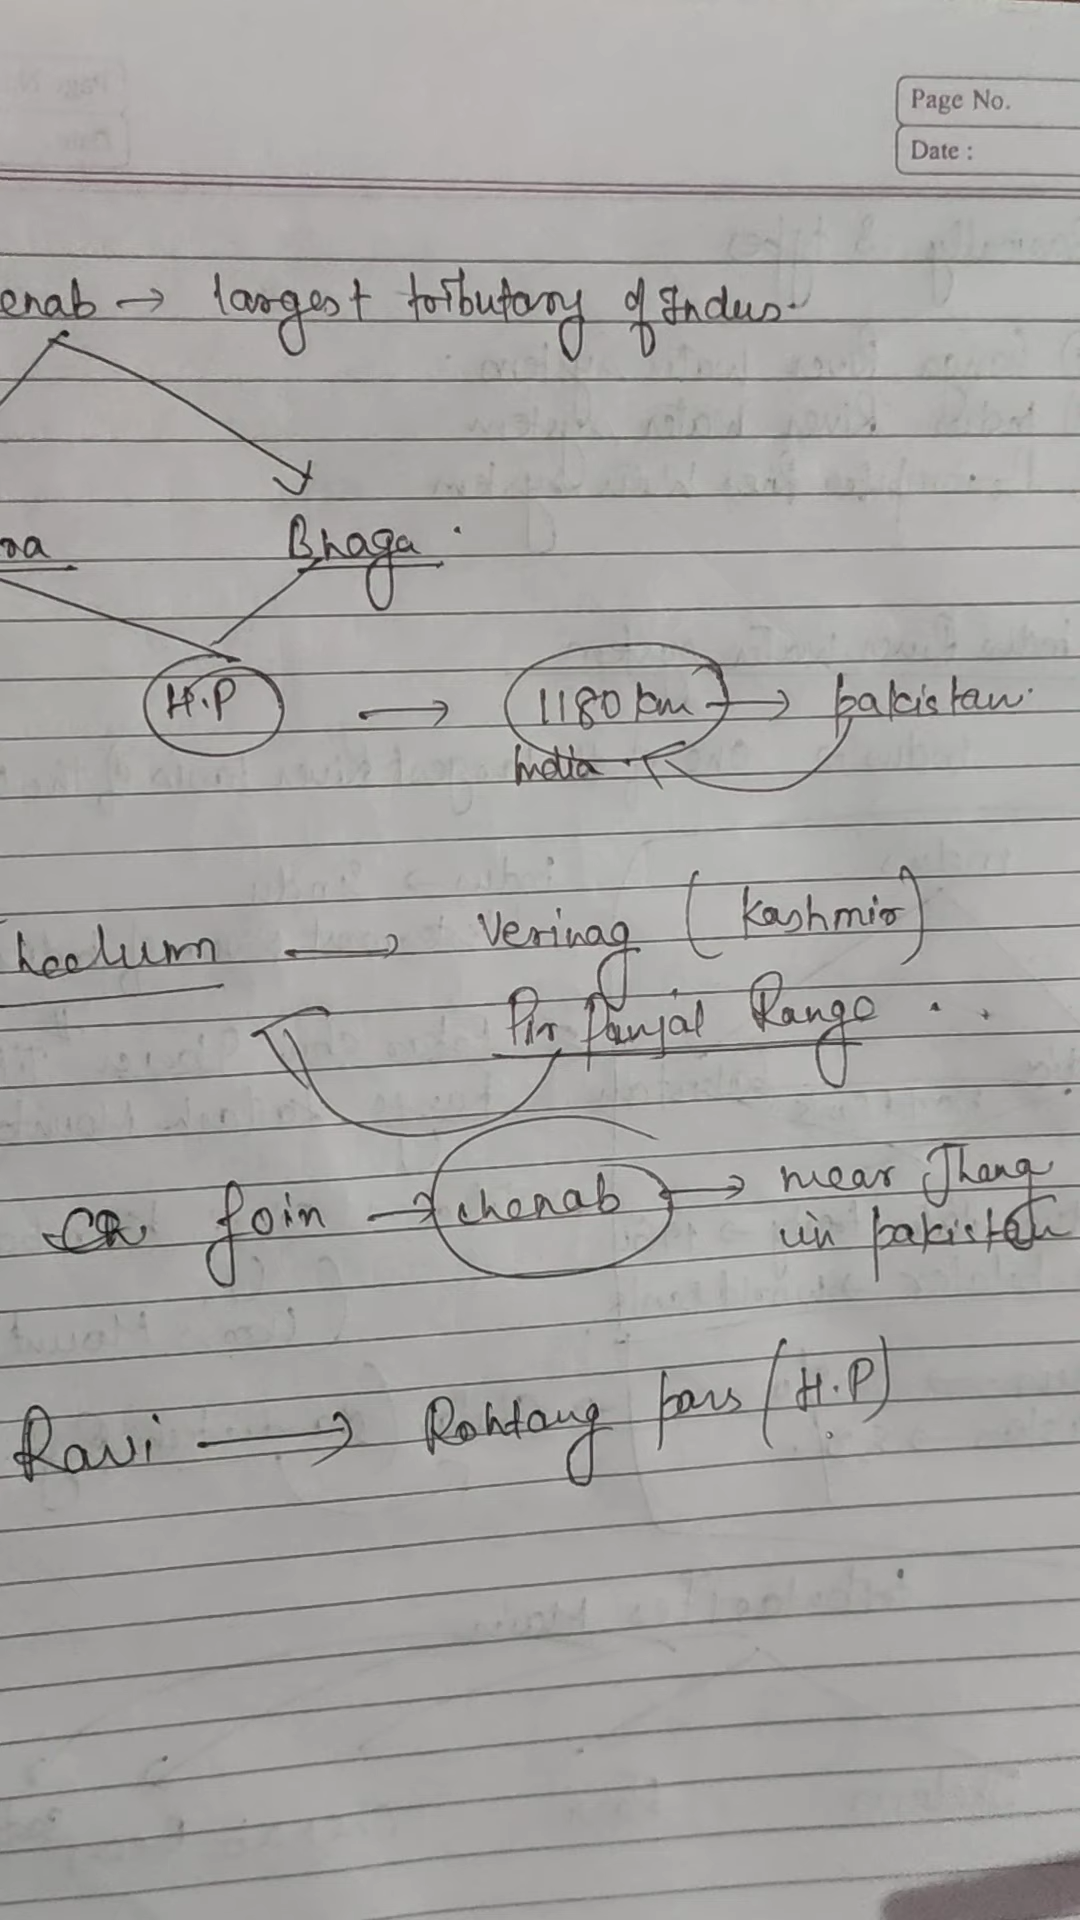 Page No.
Date :
enab → largest tributary of Indus.
Bhaga
H.P → 1180 km → pakistan.
India
heelum → Verinag (Kashmir)
Pir Panjal Range
join → chenab → near Jhang
in pakistan
Ravi → Rohtang pass (H.P)